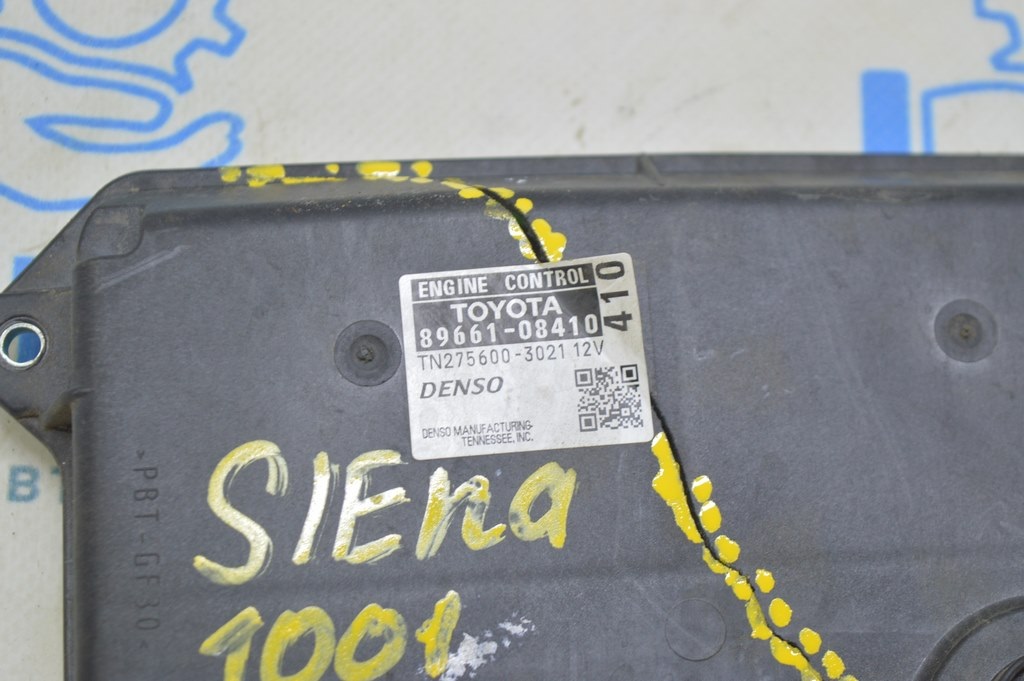 ENGINE CONTROL
TOYOTA
89661-08410
410
TN275600-3021 12V
DENSO
DENSO MANUFACTURING
TENNESSEE, INC.
SIEna
1001
>PBT-GF30<